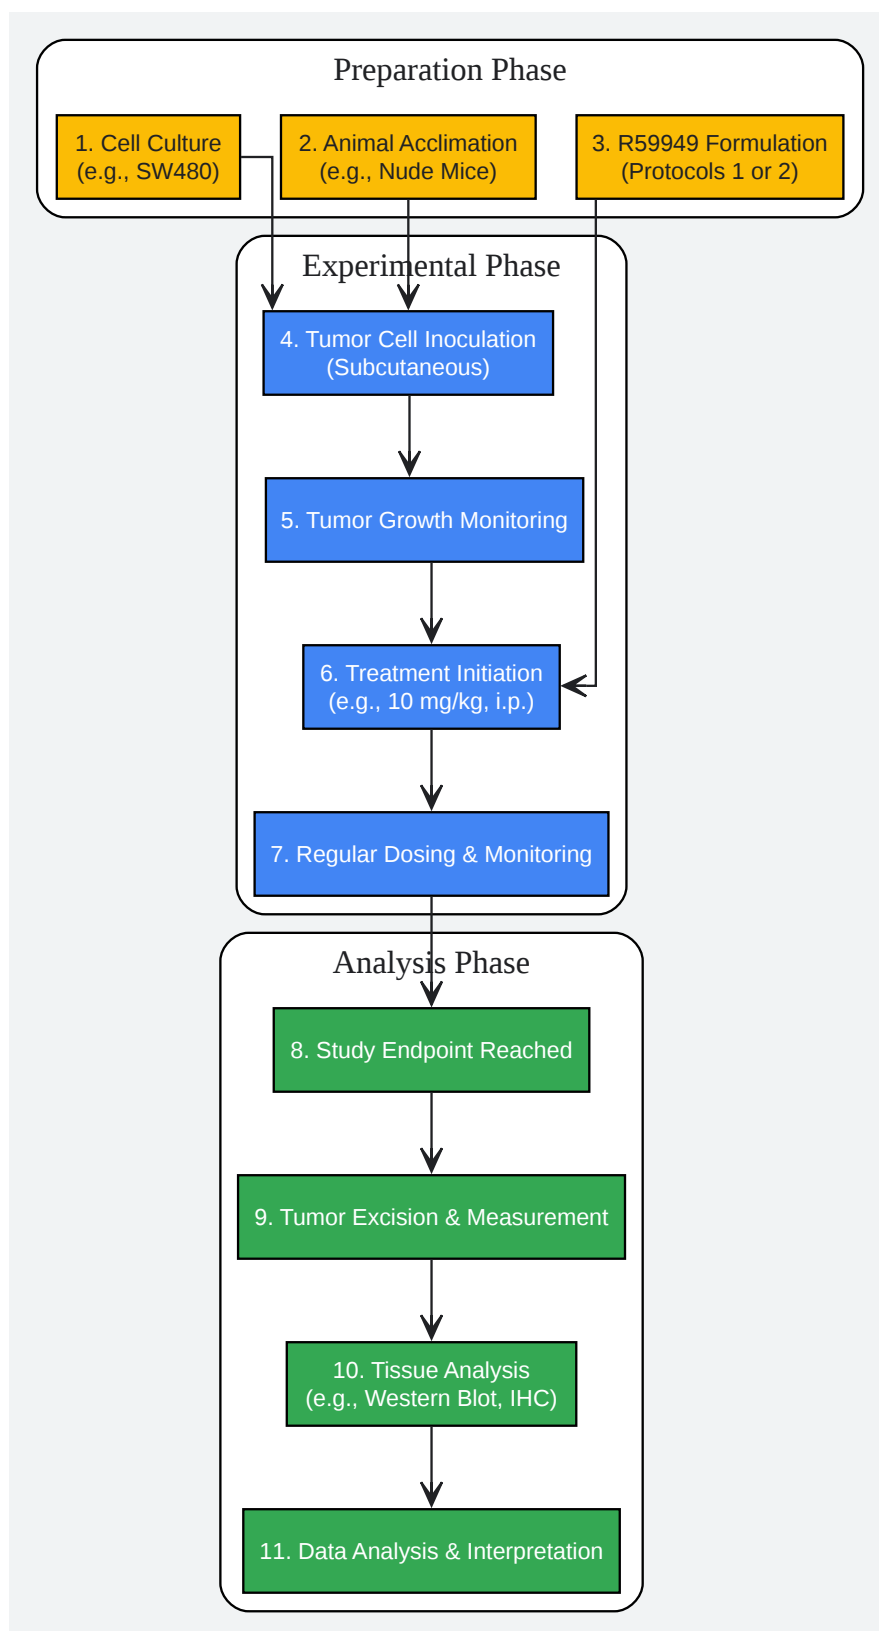 Preparation Phase
1. Cell Culture
(e.g., SW480)
2. Animal Acclimation
(e.g., Nude Mice)
3. R59949 Formulation
(Protocols 1 or 2)
Experimental Phase
4. Tumor Cell Inoculation
(Subcutaneous)
5. Tumor Growth Monitoring
6. Treatment Initiation
(e.g., 10 mg/kg, i.p.)
7. Regular Dosing & Monitoring
Analysis Phase
8. Study Endpoint Reached
9. Tumor Excision & Measurement
10. Tissue Analysis
(e.g., Western Blot, IHC)
11. Data Analysis & Interpretation